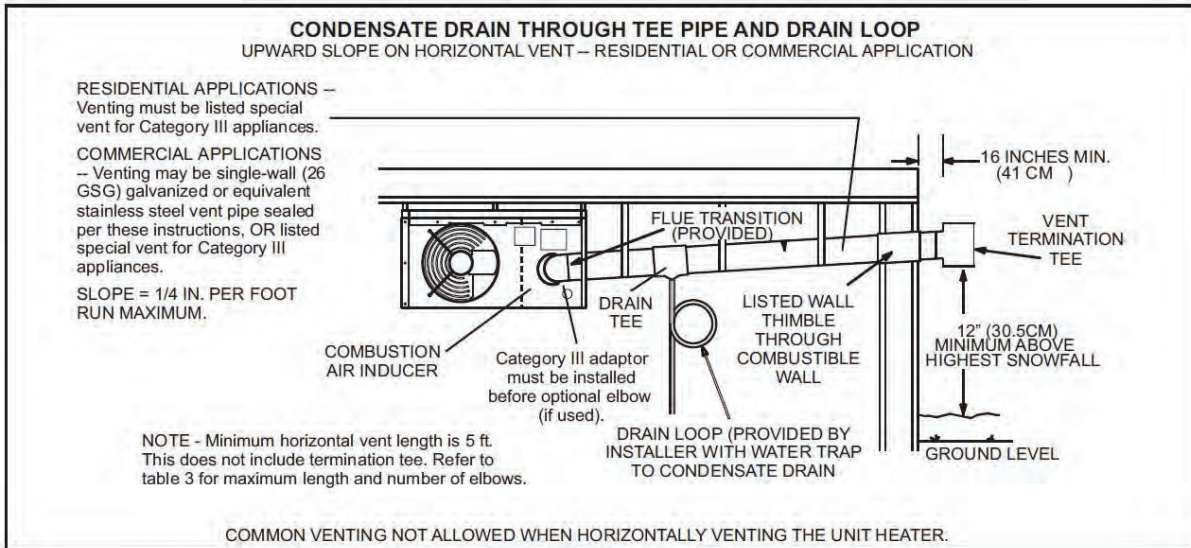 CONDENSATE DRAIN THROUGH TEE PIPE AND DRAIN LOOP
UPWARD SLOPE ON HORIZONTAL VENT – RESIDENTIAL OR COMMERCIAL APPLICATION
RESIDENTIAL APPLICATIONS –
Venting must be listed special
vent for Category III appliances.
COMMERCIAL APPLICATIONS
– Venting may be single-wall (26
GSG) galvanized or equivalent
stainless steel vent pipe sealed
per these instructions, OR listed
special vent for Category III
appliances.
SLOPE = 1/4 IN. PER FOOT
RUN MAXIMUM.
16 INCHES MIN.
(41 CM )
FLUE TRANSITION
(PROVIDED)
VENT
TERMINATION
TEE
DRAIN
TEE
LISTED WALL
THIMBLE
THROUGH
COMBUSTIBLE
WALL
12” (30.5CM)
MINIMUM ABOVE
HIGHEST SNOWFALL
COMBUSTION
AIR INDUCER
Category III adaptor
must be installed
before optional elbow
(if used).
DRAIN LOOP (PROVIDED BY
INSTALLER WITH WATER TRAP
TO CONDENSATE DRAIN
GROUND LEVEL
NOTE - Minimum horizontal vent length is 5 ft.
This does not include termination tee. Refer to
table 3 for maximum length and number of elbows.
COMMON VENTING NOT ALLOWED WHEN HORIZONTALLY VENTING THE UNIT HEATER.